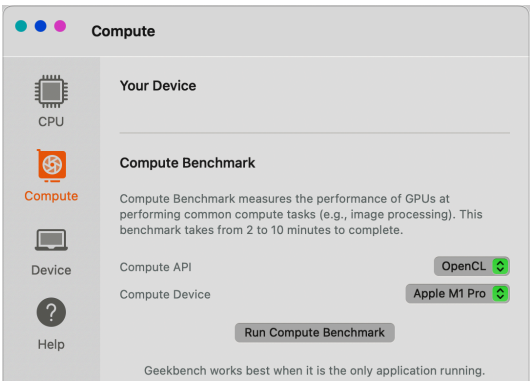 Compute
CPU
Compute
Device
?
Help
Your Device
Compute Benchmark
Compute Benchmark measures the performance of GPUs at
performing common compute tasks (e.g., image processing). This
benchmark takes from 2 to 10 minutes to complete.
Compute API OpenCL
Compute Device Apple M1 Pro
Run Compute Benchmark
Geekbench works best when it is the only application running.